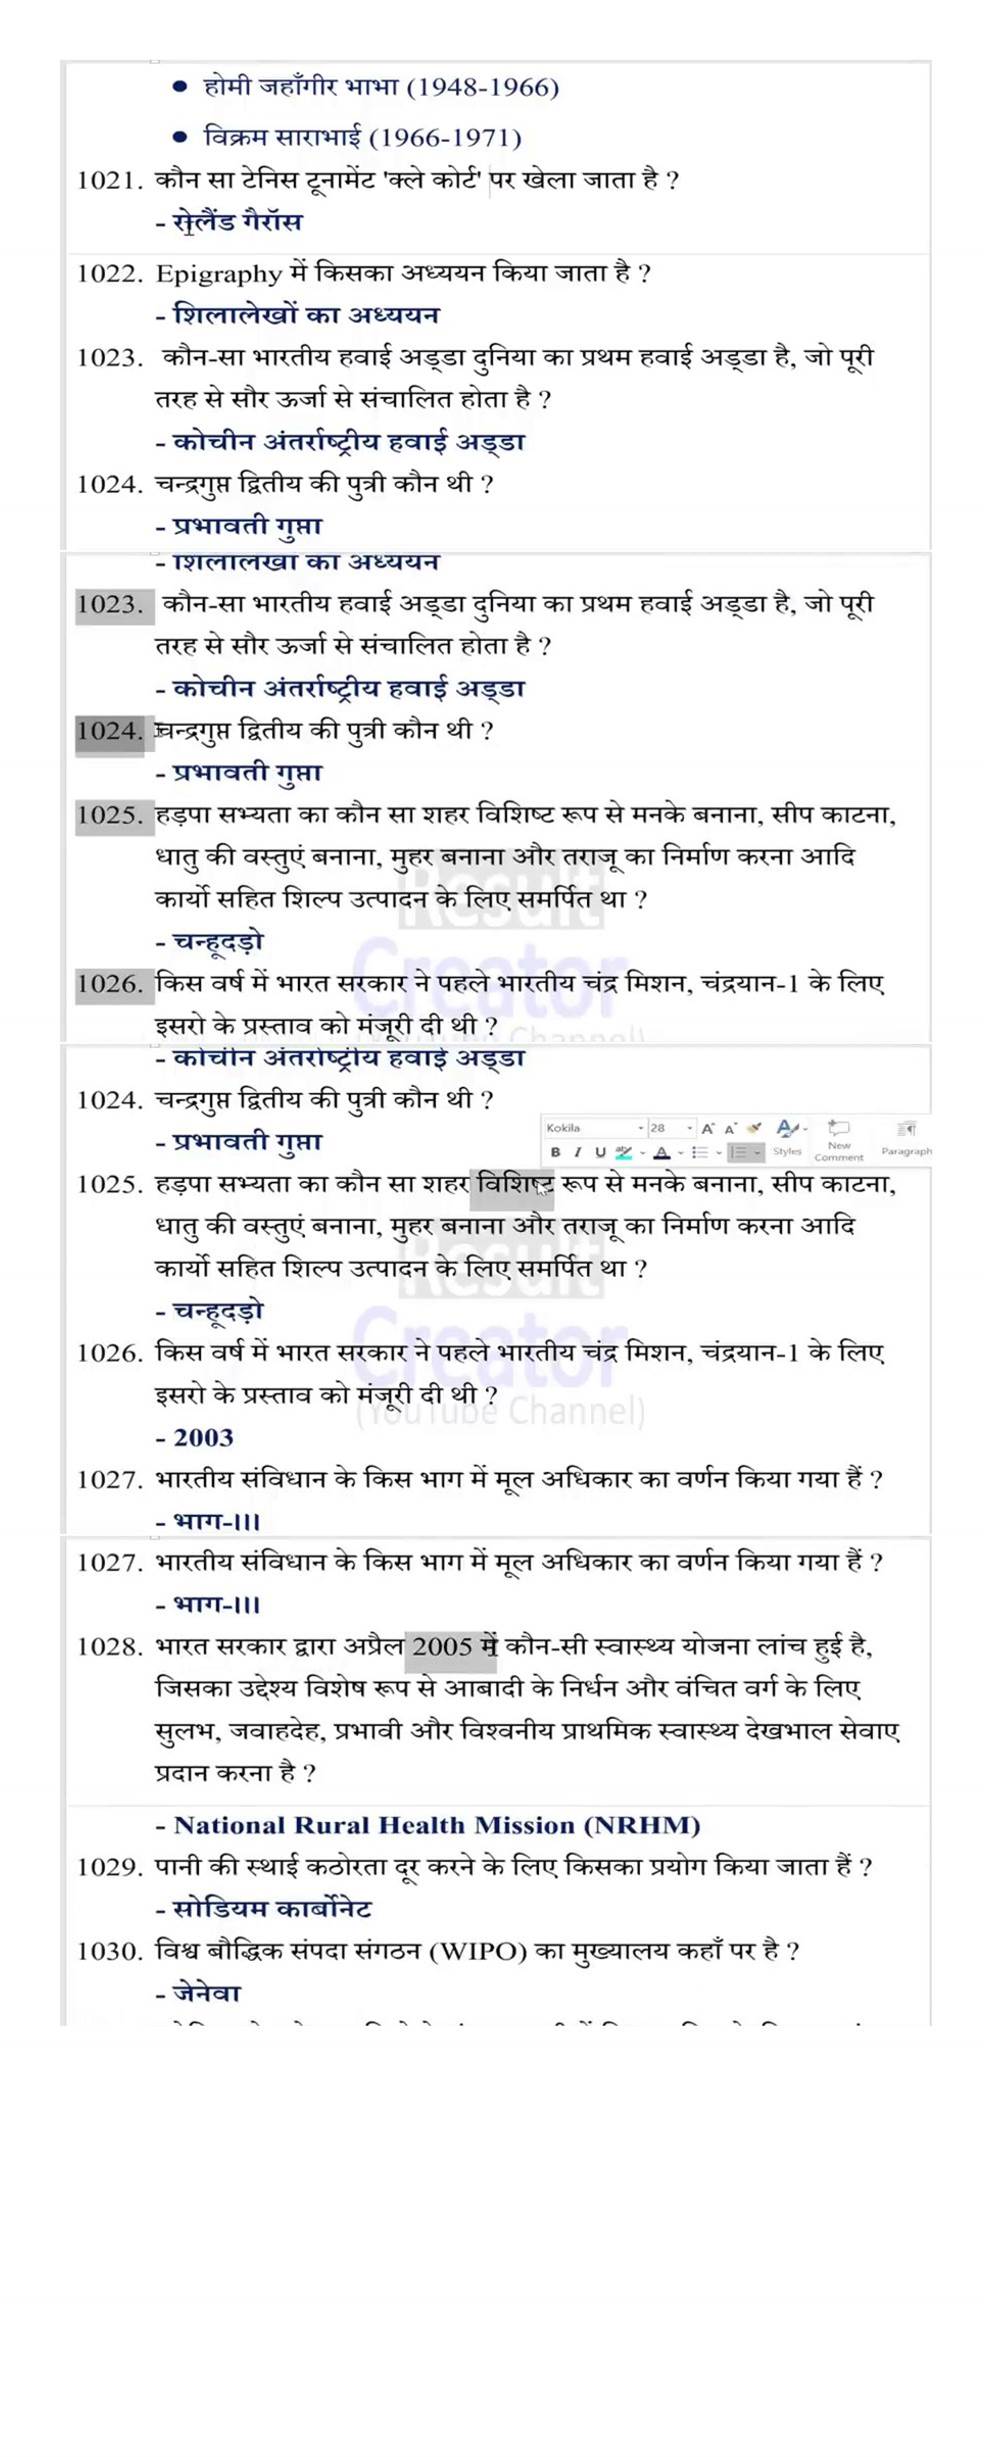 ● होमी जहाँगीर भाभा (1948-1966)
● विक्रम साराभाई (1966-1971)
1021. कौन सा टेनिस टूनामेंट 'क्ले कोर्ट' पर खेला जाता है ?
- रोलैंड गैरॉस
1022. Epigraphy में किसका अध्ययन किया जाता है ?
- शिलालेखों का अध्ययन
1023. कौन-सा भारतीय हवाई अड्डा दुनिया का प्रथम हवाई अड्डा है, जो पूरी
तरह से सौर ऊर्जा से संचालित होता है ?
- कोचीन अंतर्राष्ट्रीय हवाई अड्डा
1024. चन्द्रगुप्त द्वितीय की पुत्री कौन थी ?
- प्रभावती गुप्ता
- शिलालेखों का अध्ययन
1023. कौन-सा भारतीय हवाई अड्डा दुनिया का प्रथम हवाई अड्डा है, जो पूरी
तरह से सौर ऊर्जा से संचालित होता है ?
- कोचीन अंतर्राष्ट्रीय हवाई अड्डा
1024. चन्द्रगुप्त द्वितीय की पुत्री कौन थी ?
- प्रभावती गुप्ता
1025. हड़पा सभ्यता का कौन सा शहर विशिष्ट रूप से मनके बनाना, सीप काटना,
धातु की वस्तुएं बनाना, मुहर बनाना और तराजू का निर्माण करना आदि
कार्यो सहित शिल्प उत्पादन के लिए समर्पित था ?
- चन्हूदड़ो
1026. किस वर्ष में भारत सरकार ने पहले भारतीय चंद्र मिशन, चंद्रयान-1 के लिए
इसरो के प्रस्ताव को मंजूरी दी थी ?
Result
Creator
Channel)
- कोचीन अंतर्राष्ट्रीय हवाई अड्डा
1024. चन्द्रगुप्त द्वितीय की पुत्री कौन थी ?
- प्रभावती गुप्ता
Kokila 28 A A A
B I U Styles New Comment Paragraph
1025. हड़पा सभ्यता का कौन सा शहर विशिष्ट रूप से मनके बनाना, सीप काटना,
धातु की वस्तुएं बनाना, मुहर बनाना और तराजू का निर्माण करना आदि
कार्यो सहित शिल्प उत्पादन के लिए समर्पित था ?
- चन्हूदड़ो
1026. किस वर्ष में भारत सरकार ने पहले भारतीय चंद्र मिशन, चंद्रयान-1 के लिए
इसरो के प्रस्ताव को मंजूरी दी थी ?
- 2003
Result
Creator
(YouTube Channel)
1027. भारतीय संविधान के किस भाग में मूल अधिकार का वर्णन किया गया हैं ?
- भाग-III
1027. भारतीय संविधान के किस भाग में मूल अधिकार का वर्णन किया गया हैं ?
- भाग-III
1028. भारत सरकार द्वारा अप्रैल 2005 में कौन-सी स्वास्थ्य योजना लांच हुई है,
जिसका उद्देश्य विशेष रूप से आबादी के निर्धन और वंचित वर्ग के लिए
सुलभ, जवाहदेह, प्रभावी और विश्वनीय प्राथमिक स्वास्थ्य देखभाल सेवाए
प्रदान करना है ?
- National Rural Health Mission (NRHM)
1029. पानी की स्थाई कठोरता दूर करने के लिए किसका प्रयोग किया जाता हैं ?
- सोडियम कार्बोनेट
1030. विश्व बौद्धिक संपदा संगठन (WIPO) का मुख्यालय कहाँ पर है ?
- जेनेवा